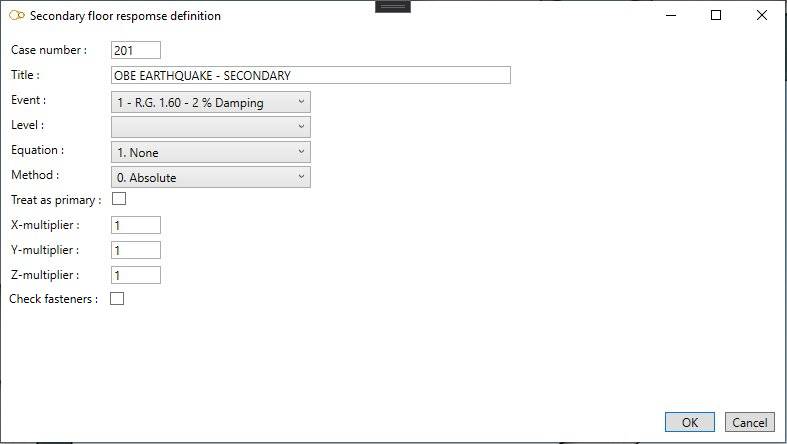 Secondary floor respomse definition
Case number : 201
Title : OBE EARTHQUAKE - SECONDARY
Event : 1 - R.G. 1.60 - 2 % Damping
Level :
Equation : 1. None
Method : 0. Absolute
Treat as primary :
X-multiplier : 1
Y-multiplier : 1
Z-multiplier : 1
Check fasteners :
OK Cancel